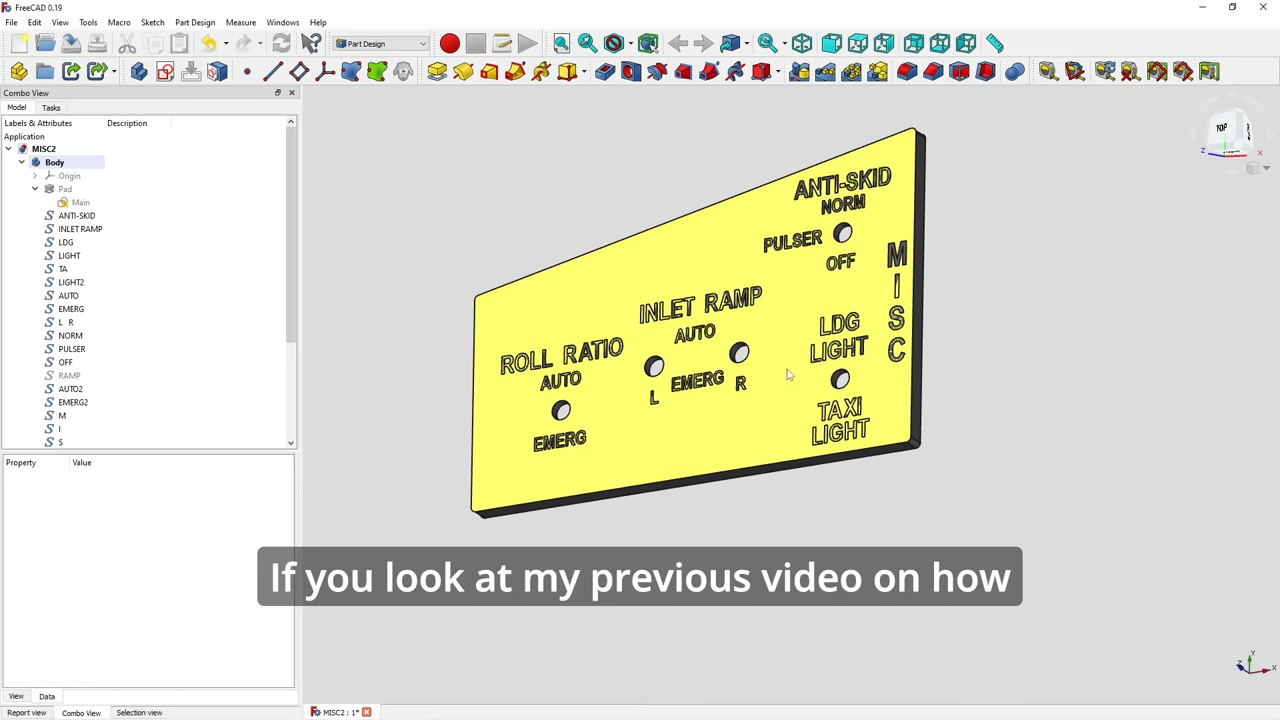 FreeCAD 0.19
File Edit View Tools Macro Sketch Part Design Measure Windows Help
Part Design
Combo View
Model Tasks
Labels & Attributes Description
Application
MISC2
Body
Origin
Pad
Main
ANTI-SKID
INLET RAMP
LDG
LIGHT
TA
LIGHT2
AUTO
EMERG
L R
NORM
PULSER
OFF
RAMP
AUTO2
EMERG2
M
I
S
Property Value
View Data
Report view Combo View Selection view
TOP
Z
X
ANTI-SKID
NORM
PULSER
OFF
M
I
S
C
INLET RAMP
AUTO
L EMERG R
LDG
LIGHT
TAXI
LIGHT
ROLL RATIO
AUTO
EMERG
If you look at my previous video on how
Y
Z
X
MISC2 : 1*